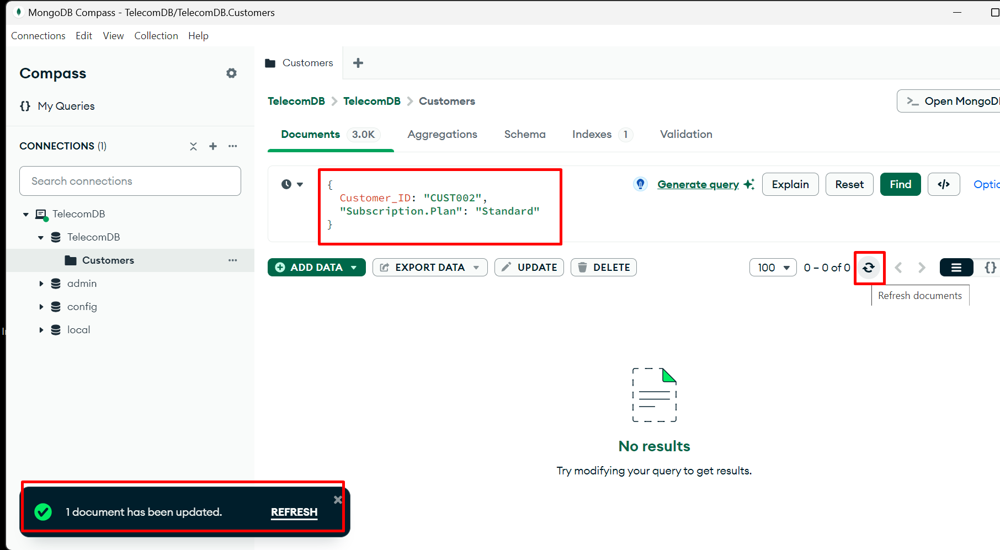 MongoDB Compass - TelecomDB/TelecomDB.Customers
Connections Edit View Collection Help
Compass
My Queries
CONNECTIONS (1)
Search connections
TelecomDB
TelecomDB
Customers
admin
config
local
Customers
TelecomDB > TelecomDB > Customers
>_ Open MongoD
Documents 3.0K Aggregations Schema Indexes 1 Validation
{
Customer_ID: "CUST002",
"Subscription.Plan": "Standard"
}
Generate query Explain Reset Find </> Optio
ADD DATA EXPORT DATA UPDATE DELETE
100 0 – 0 of 0 {}
Refresh documents
No results
Try modifying your query to get results.
1 document has been updated. REFRESH